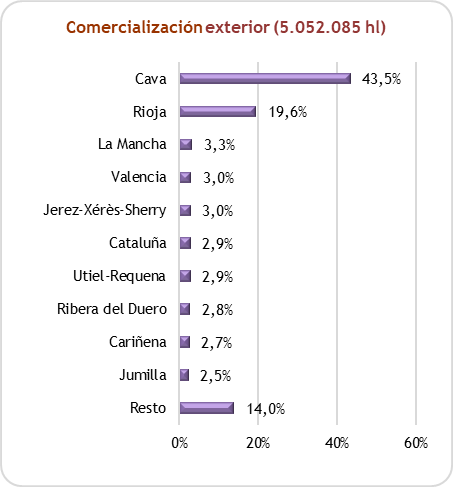 Comercialización exterior (5.052.085 hl)
Cava 43,5%
Rioja 19,6%
La Mancha 3,3%
Valencia 3,0%
Jerez-Xérès-Sherry 3,0%
Cataluña 2,9%
Utiel-Requena 2,9%
Ribera del Duero 2,8%
Cariñena 2,7%
Jumilla 2,5%
Resto 14,0%
0% 20% 40% 60%